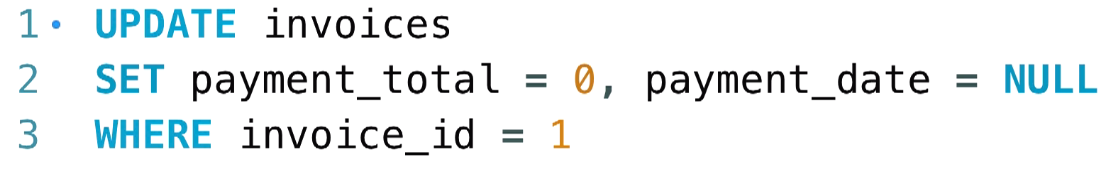 1 UPDATE invoices
2 SET payment_total = 0, payment_date = NULL
3 WHERE invoice_id = 1